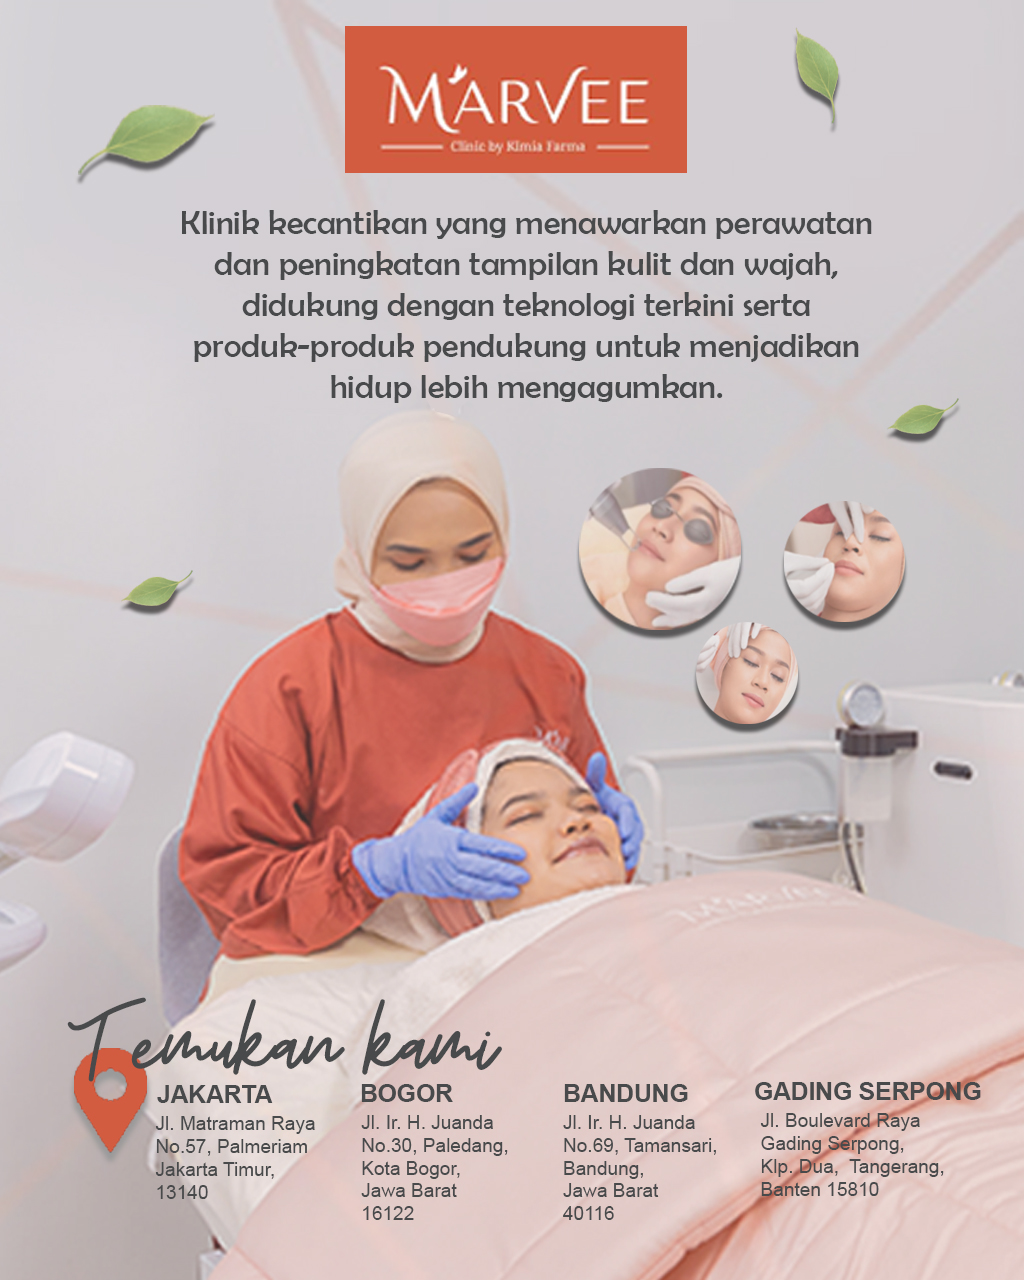 MARVEE
Clinic by Kimia Farma
Klinik kecantikan yang menawarkan perawatan
dan peningkatan tampilan kulit dan wajah,
didukung dengan teknologi terkini serta
produk-produk pendukung untuk menjadikan
hidup lebih mengagumkan.
MARVEE
Temukan kami
JAKARTA
Jl. Matraman Raya
No.57, Palmeriam
Jakarta Timur,
13140
BOGOR
Jl. Ir. H. Juanda
No.30, Paledang,
Kota Bogor,
Jawa Barat
16122
BANDUNG
Jl. Ir. H. Juanda
No.69, Tamansari,
Bandung,
Jawa Barat
40116
GADING SERPONG
Jl. Boulevard Raya
Gading Serpong,
Klp. Dua, Tangerang,
Banten 15810